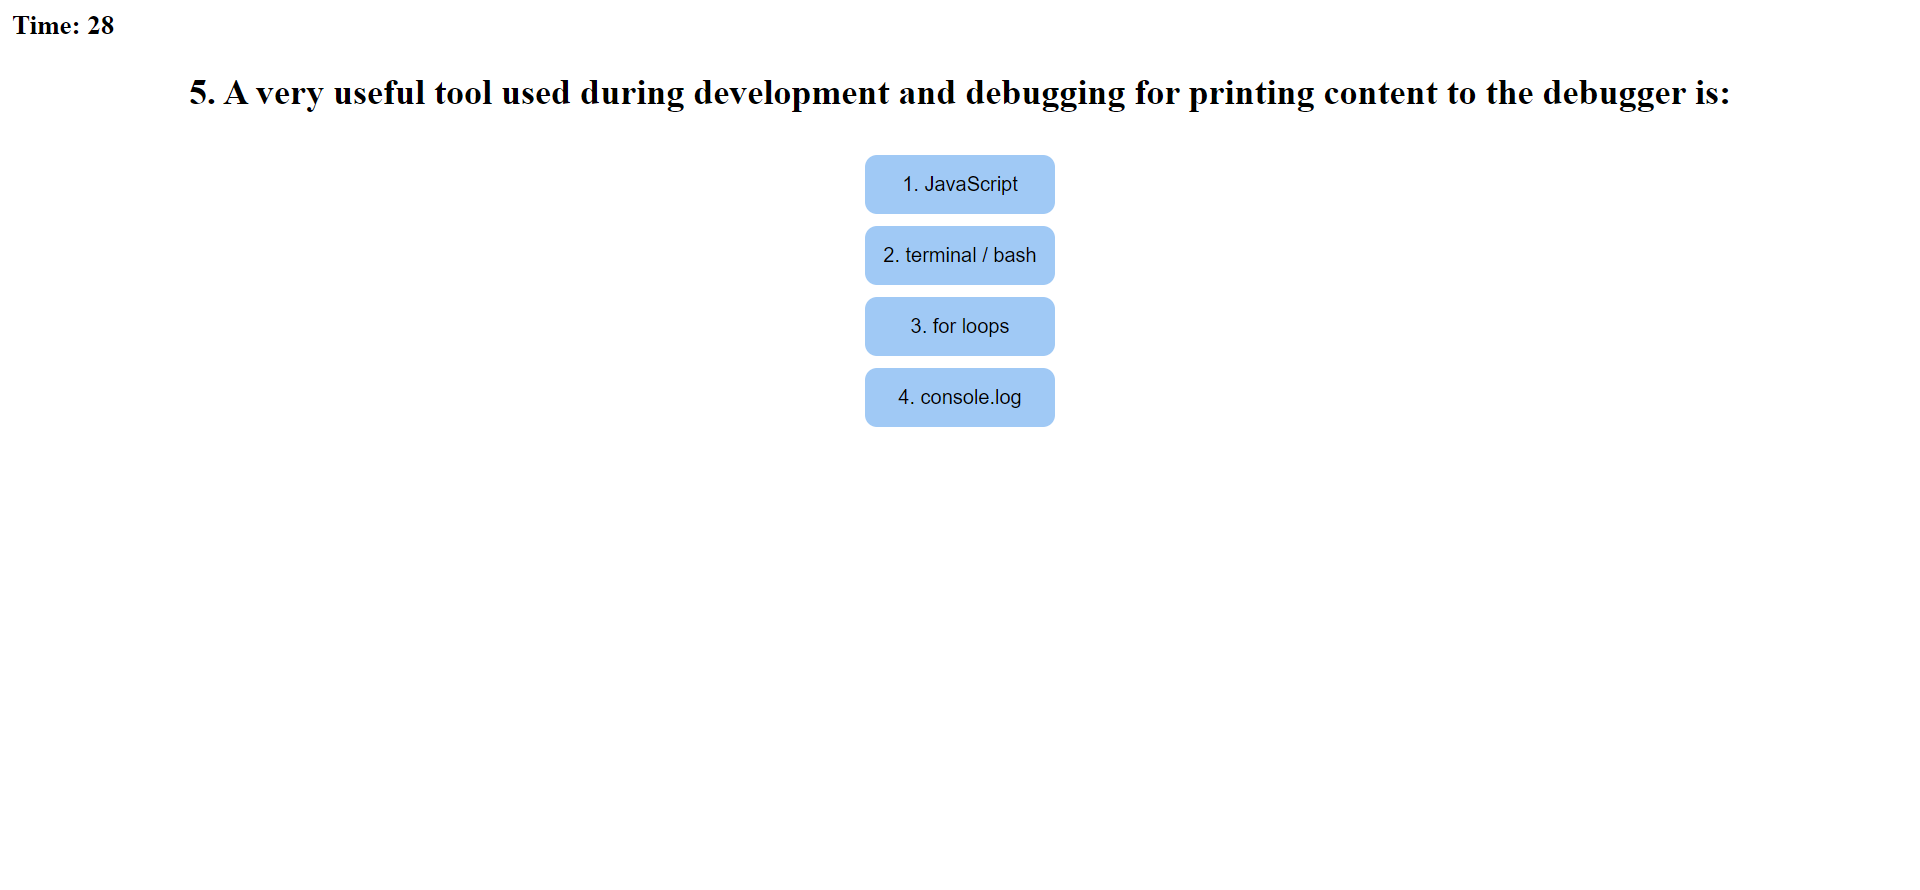 Time: 28
5. A very useful tool used during development and debugging for printing content to the debugger is:
1. JavaScript
2. terminal / bash
3. for loops
4. console.log